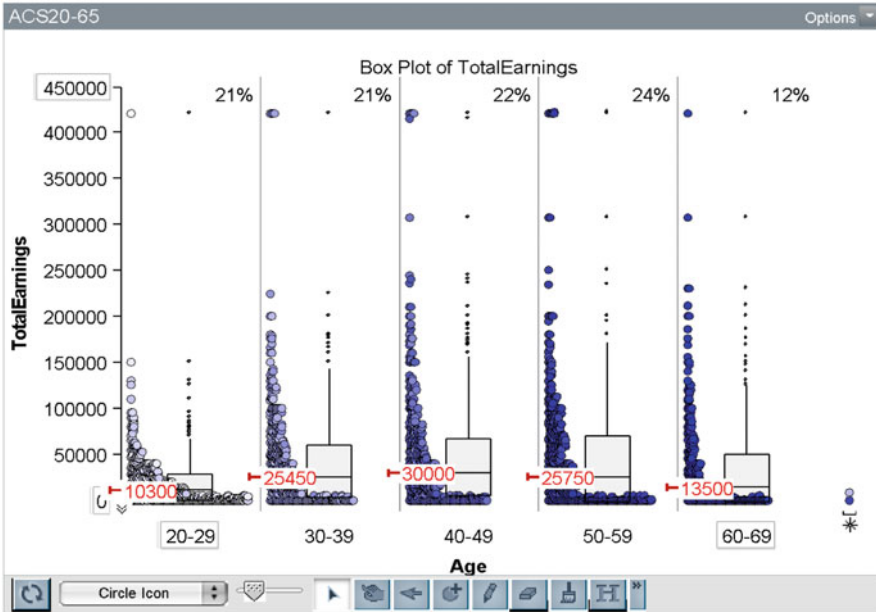 ACS20-65 Options
Box Plot of TotalEarnings
21% 21% 22% 24% 12%
450000
400000
350000
300000
250000
200000
150000
100000
50000
0
TotalEarnings
10300 25450 30000 25750 13500
20-29 30-39 40-49 50-59 60-69
Age
Circle Icon